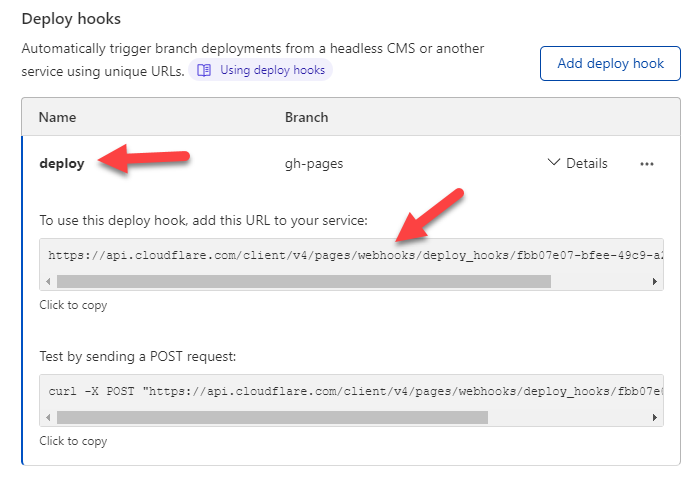 Deploy hooks
Automatically trigger branch deployments from a headless CMS or another
service using unique URLs. Using deploy hooks
Add deploy hook
Name Branch
deploy gh-pages Details ...
To use this deploy hook, add this URL to your service:
https://api.cloudflare.com/client/v4/pages/webhooks/deploy_hooks/fbb07e07-bfee-49c9-a2
Click to copy
Test by sending a POST request:
curl -X POST "https://api.cloudflare.com/client/v4/pages/webhooks/deploy_hooks/fbb07e0
Click to copy